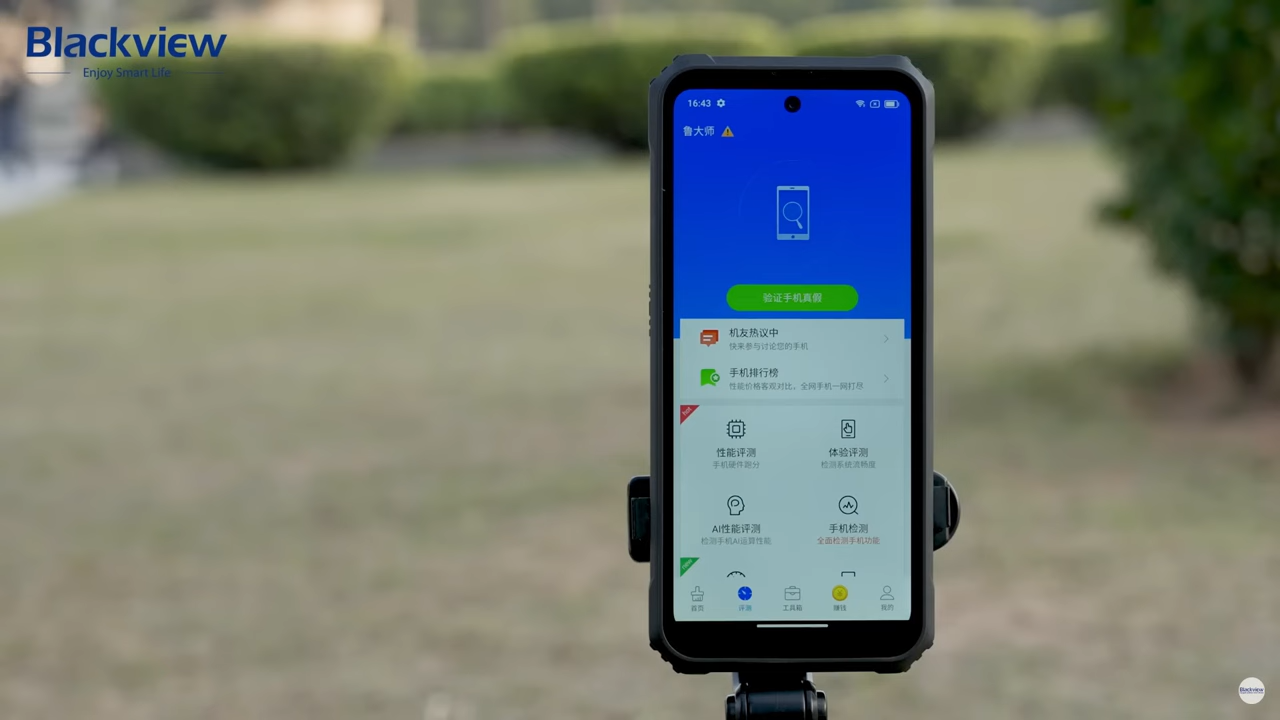 Blackview
Enjoy Smart Life
16:43
鲁大师
验证手机真假
机友热议中
快来参与讨论您的手机
手机排行榜
性能价格客观对比，全网手机一网打尽
性能评测
手机硬件跑分
体验评测
检测系统流畅度
AI性能评测
检测手机AI运算性能
手机检测
全面检测手机功能
首页
评测
工具箱
赚钱
我的
Blackview